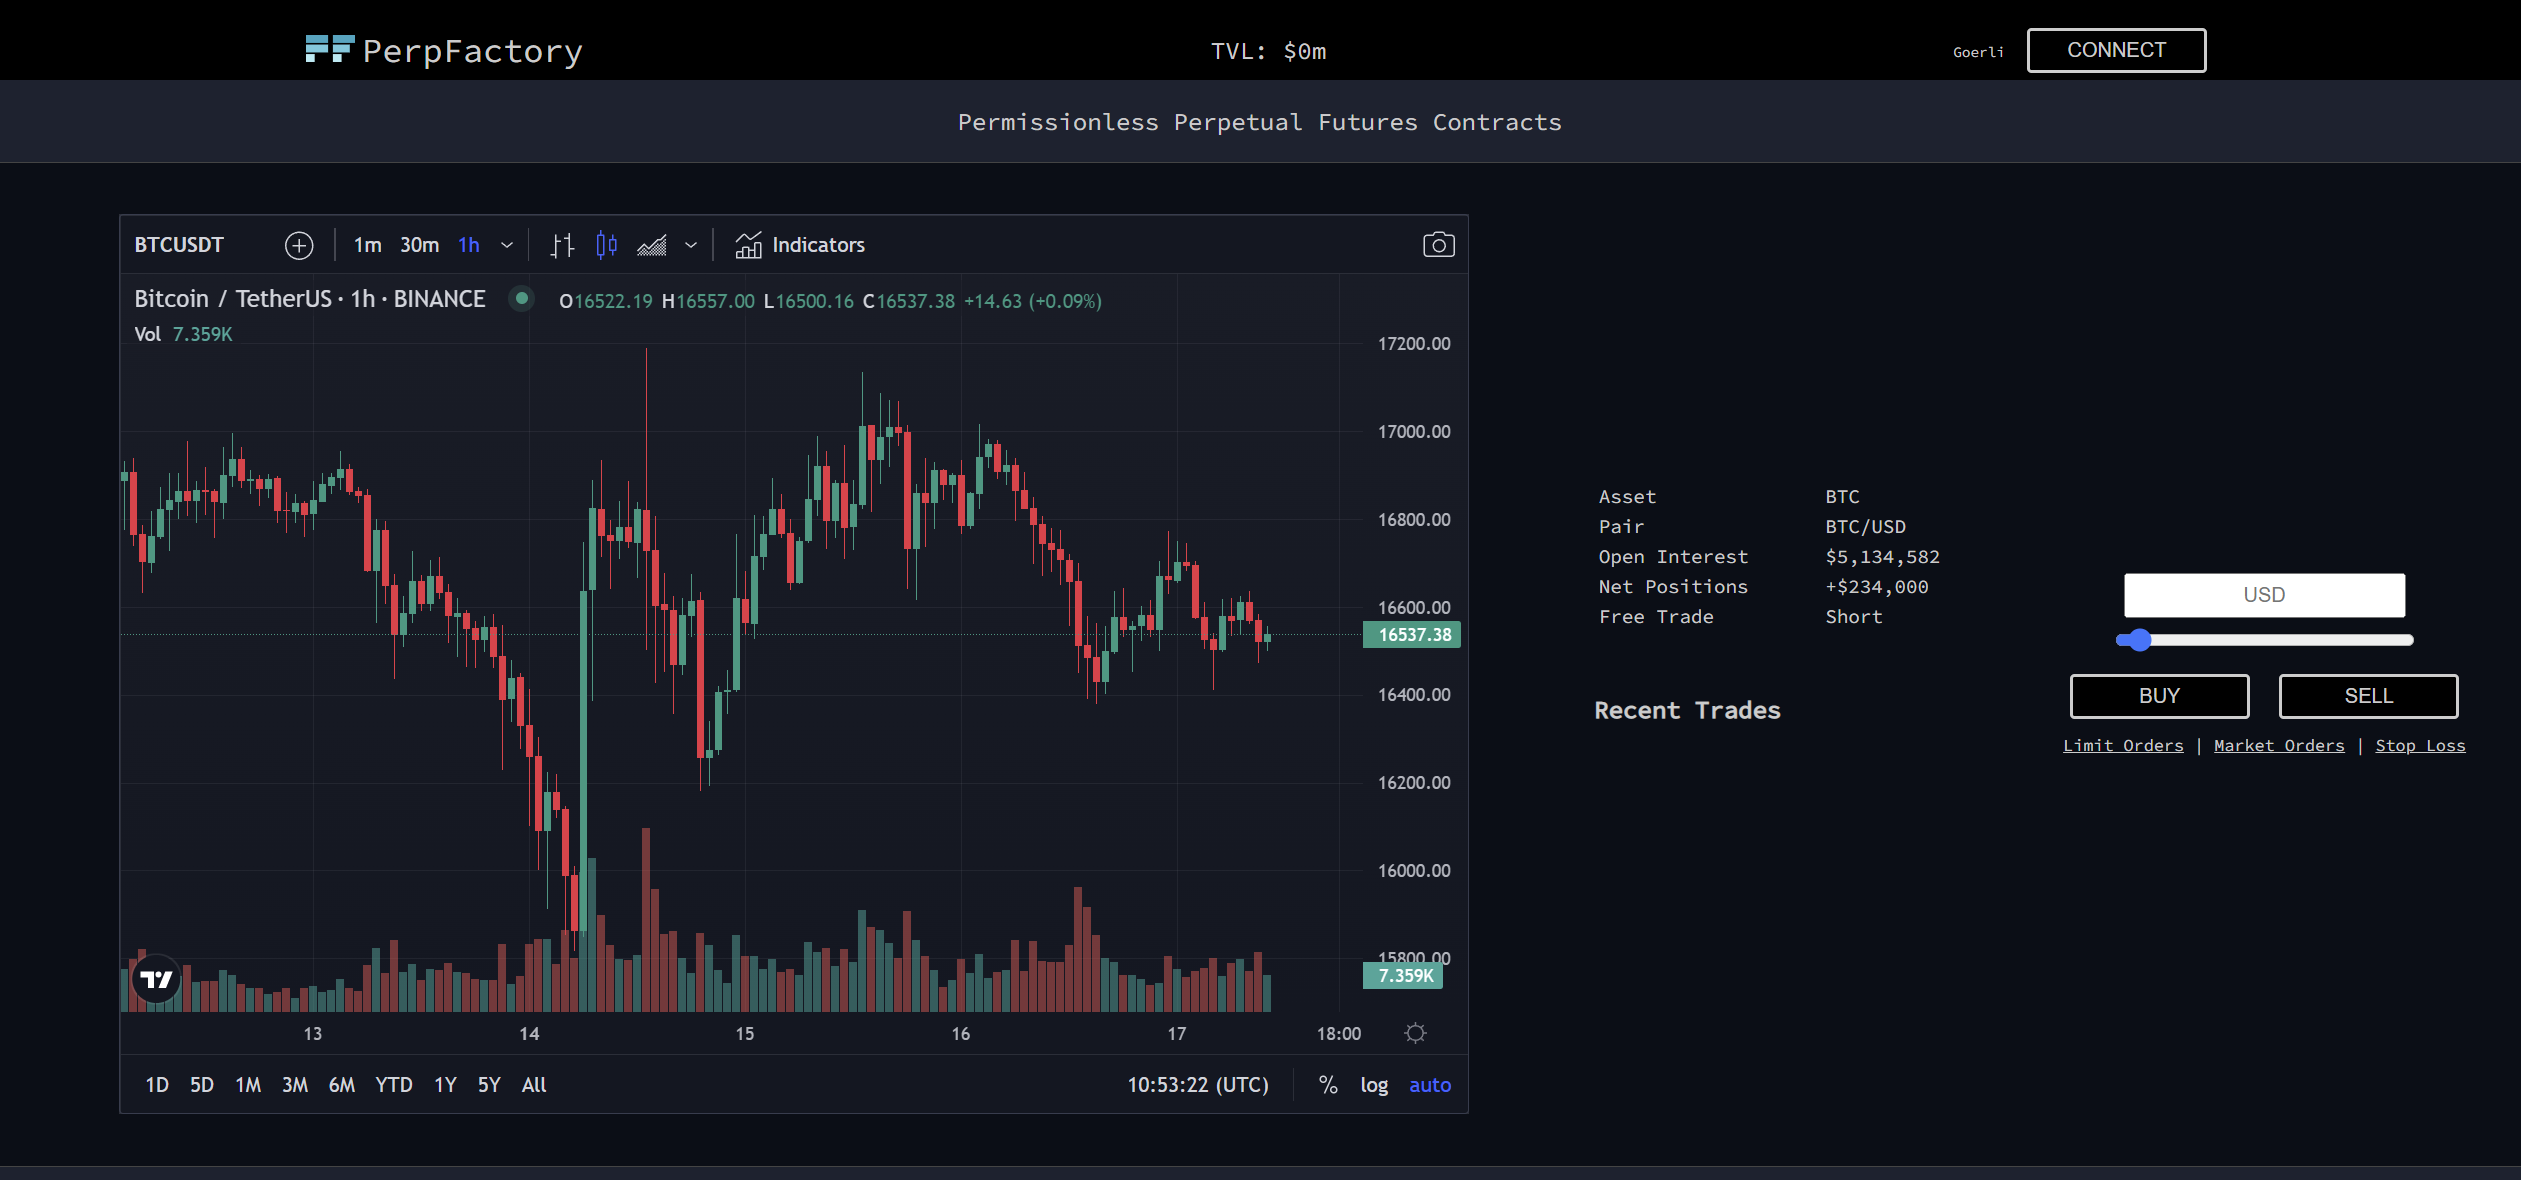 PerpFactory
TVL: $0m
Goerli
CONNECT
Permissionless Perpetual Futures Contracts
BTCUSDT 1m 30m 1h Indicators
Bitcoin / TetherUS · 1h · BINANCE O16522.19 H16557.00 L16500.16 C16537.38 +14.63 (+0.09%)
Vol 7.359K
17200.00
17000.00
16800.00
16600.00
16537.38
16400.00
16200.00
16000.00
15800.00
7.359K
13 14 15 16 17 18:00
1D 5D 1M 3M 6M YTD 1Y 5Y All 10:53:22 (UTC) % log auto
Asset BTC
Pair BTC/USD
Open Interest $5,134,582
Net Positions +$234,000
Free Trade Short
Recent Trades
USD
BUY SELL
Limit Orders | Market Orders | Stop Loss